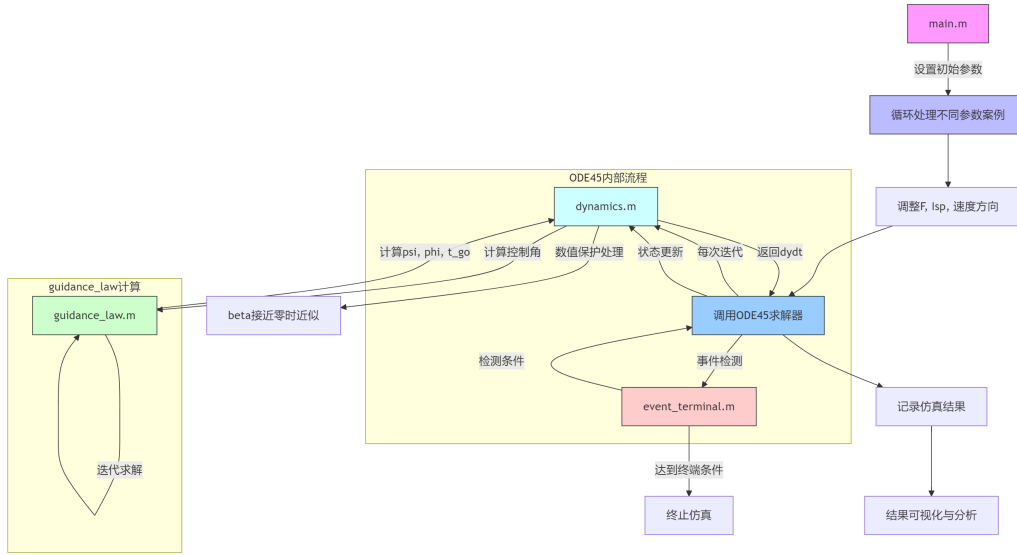 main.m
设置初始参数
循环处理不同参数案例
ODE45内部流程
dynamics.m
调整F, Isp, 速度方向
计算psi, phi, t_go
计算控制角
数值保护处理
状态更新
每次迭代
返回dydt
guidance_law计算
guidance_law.m
beta接近零时近似
调用ODE45求解器
检测条件
事件检测
event_terminal.m
记录仿真结果
迭代求解
达到终端条件
终止仿真
结果可视化与分析